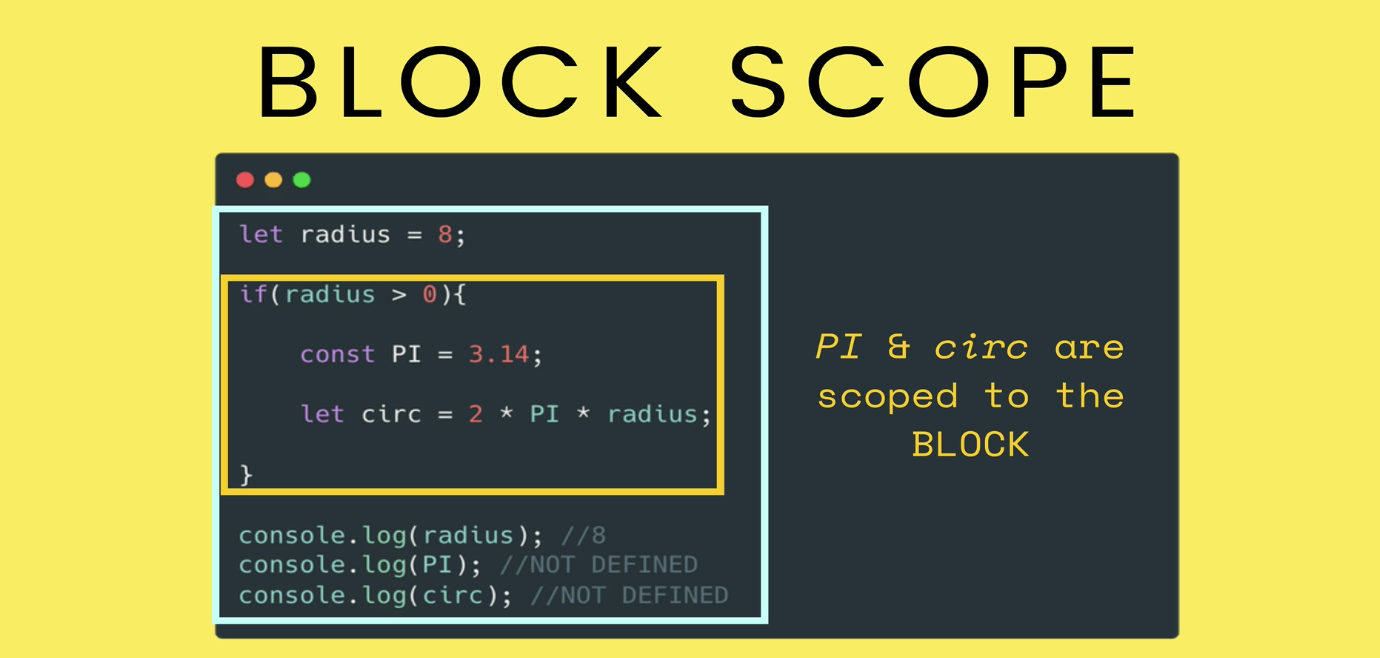 BLOCK SCOPE
let radius = 8;
if(radius > 0){
const PI = 3.14;
let circ = 2 * PI * radius;
}
console.log(radius); //8
console.log(PI); //NOT DEFINED
console.log(circ); //NOT DEFINED
PI & circ are
scoped to the
BLOCK